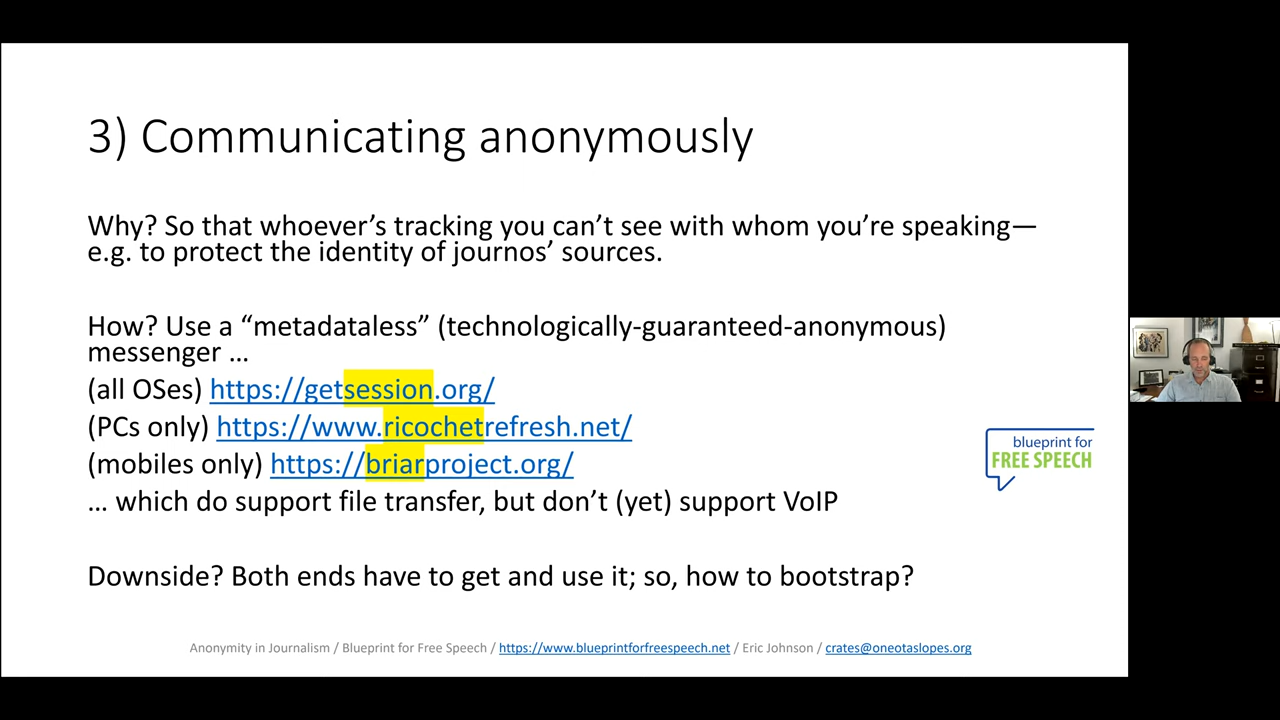 3) Communicating anonymously
Why? So that whoever’s tracking you can’t see with whom you’re speaking—
e.g. to protect the identity of journos’ sources.
How? Use a “metadataless” (technologically-guaranteed-anonymous)
messenger …
(all OSes) https://getsession.org/
(PCs only) https://www.ricochetrefresh.net/
(mobiles only) https://briarproject.org/
… which do support file transfer, but don’t (yet) support VoIP
blueprint for
FREE SPEECH
Downside? Both ends have to get and use it; so, how to bootstrap?
Anonymity in Journalism / Blueprint for Free Speech / https://www.blueprintforfreespeech.net / Eric Johnson / crates@oneotaslopes.org